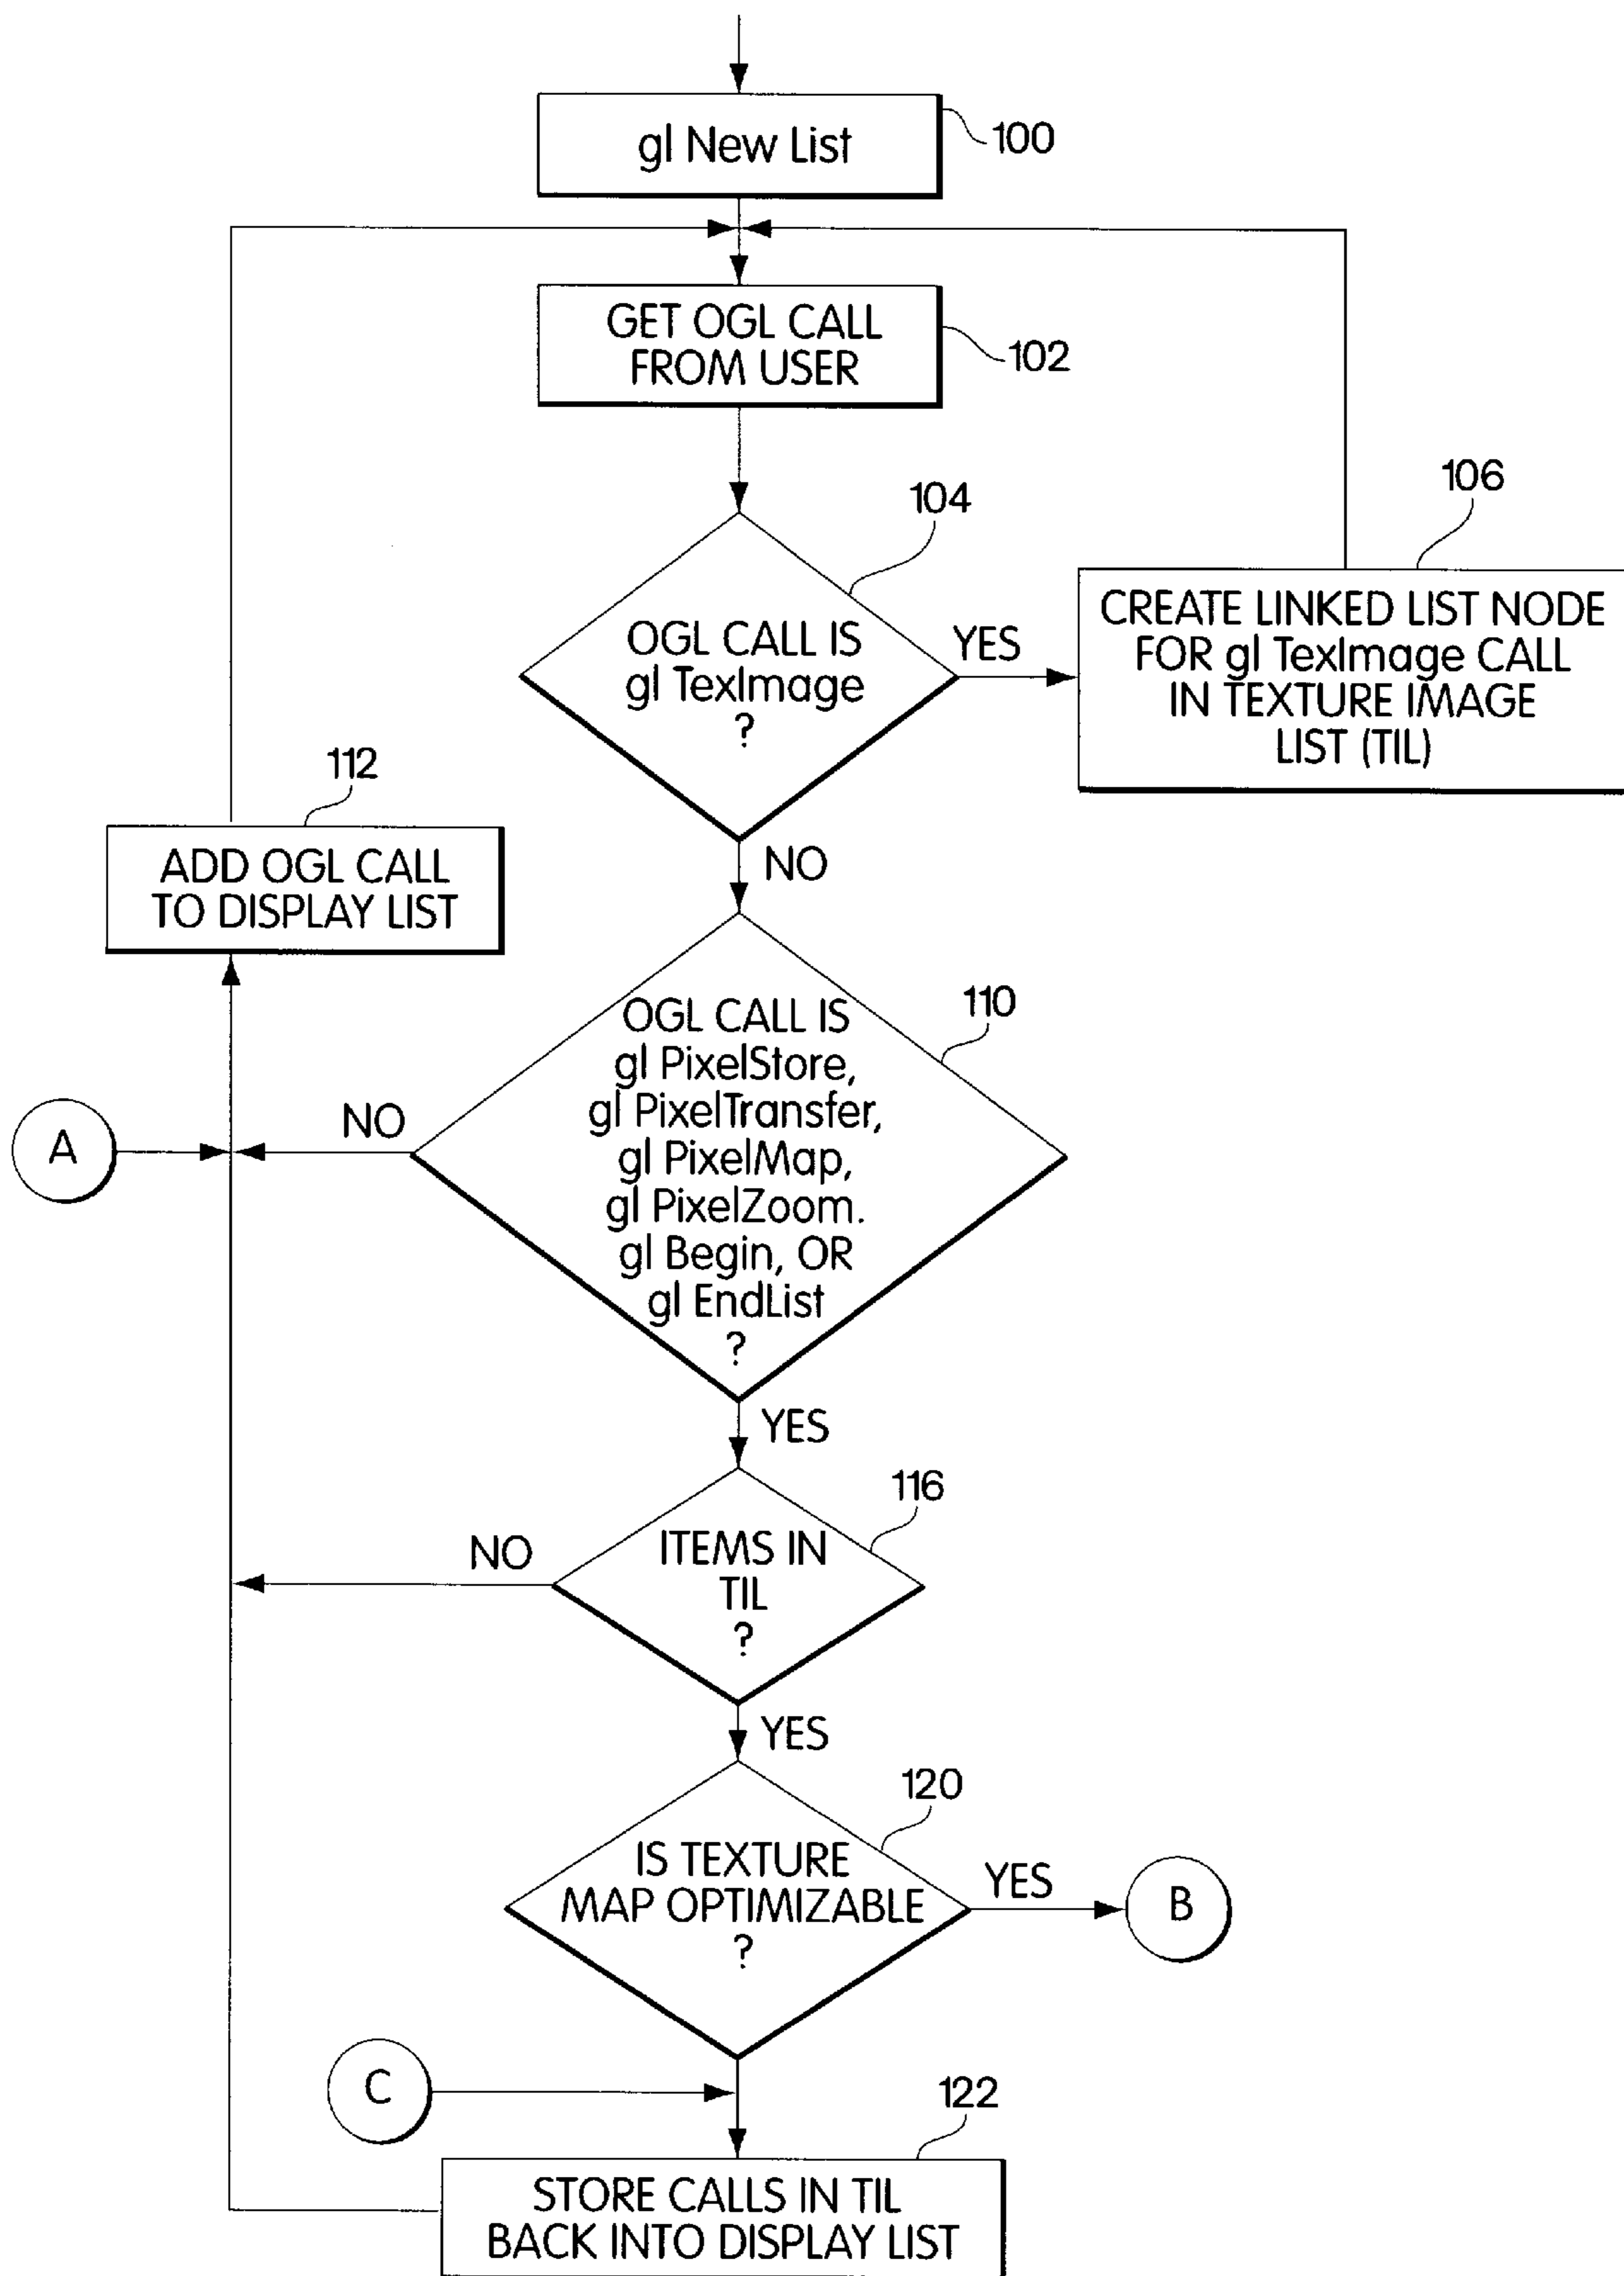 gl New List
100
GET OGL CALL
FROM USER
102
104
106
OGL CALL IS
gl TexImage
?
YES
CREATE LINKED LIST NODE
FOR gl TexImage CALL
IN TEXTURE IMAGE
LIST (TIL)
112
ADD OGL CALL
TO DISPLAY LIST
NO
110
OGL CALL IS
gl PixelStore,
gl PixelTransfer,
gl PixelMap,
gl PixelZoom.
gl Begin, OR
gl EndList
?
A
NO
YES
116
ITEMS IN
TIL
?
NO
YES
120
IS TEXTURE
MAP OPTIMIZABLE
?
YES
B
C
122
STORE CALLS IN TIL
BACK INTO DISPLAY LIST